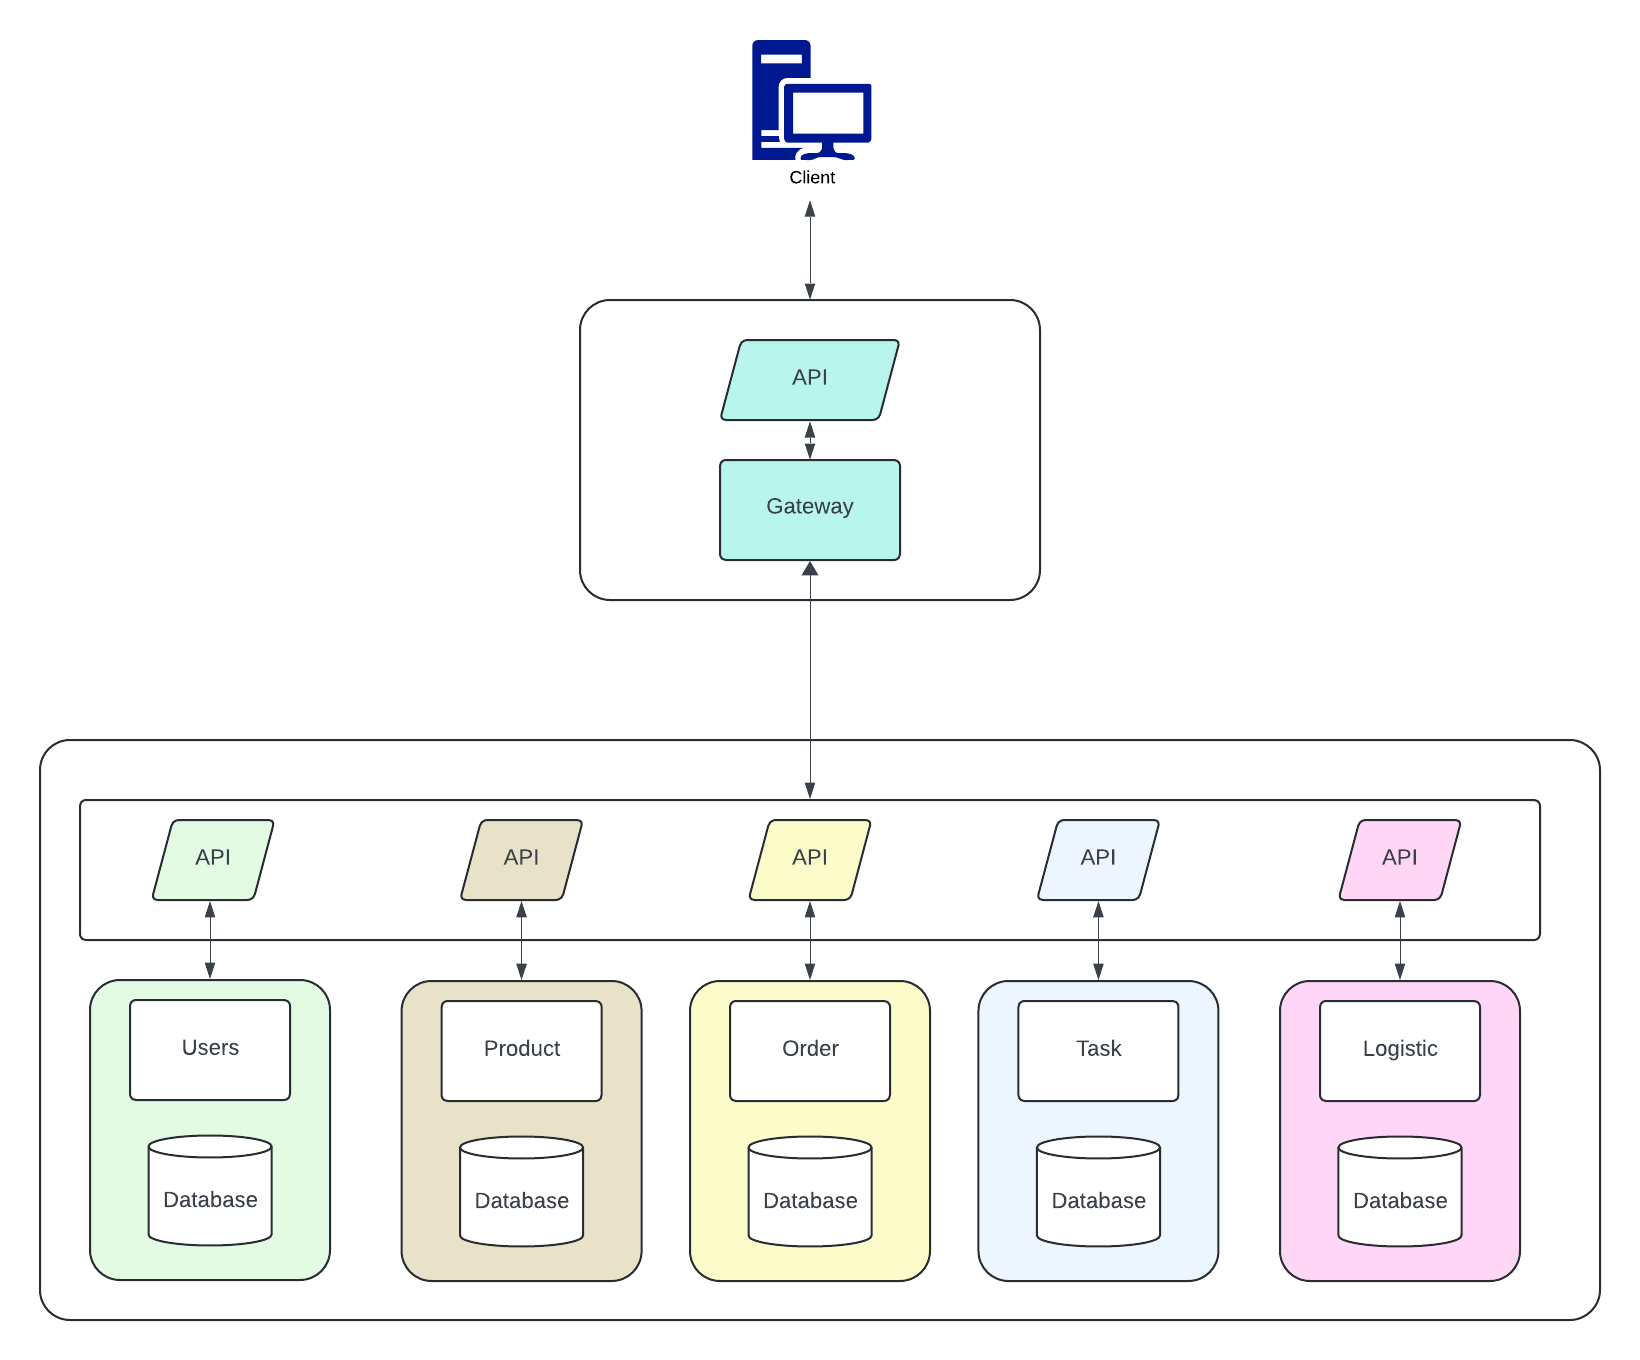 Client
API
Gateway
API
API
API
API
API
Users
Product
Order
Task
Logistic
Database
Database
Database
Database
Database